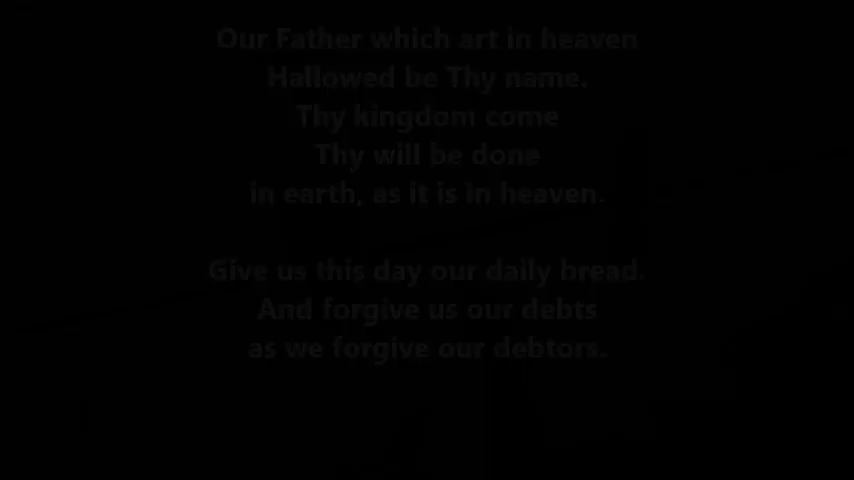 Our Father which art in heaven
Hallowed be Thy name.
Thy kingdom come
Thy will be done
in earth, as it is in heaven.
Give us this day our daily bread.
And forgive us our debts
as we forgive our debtors.